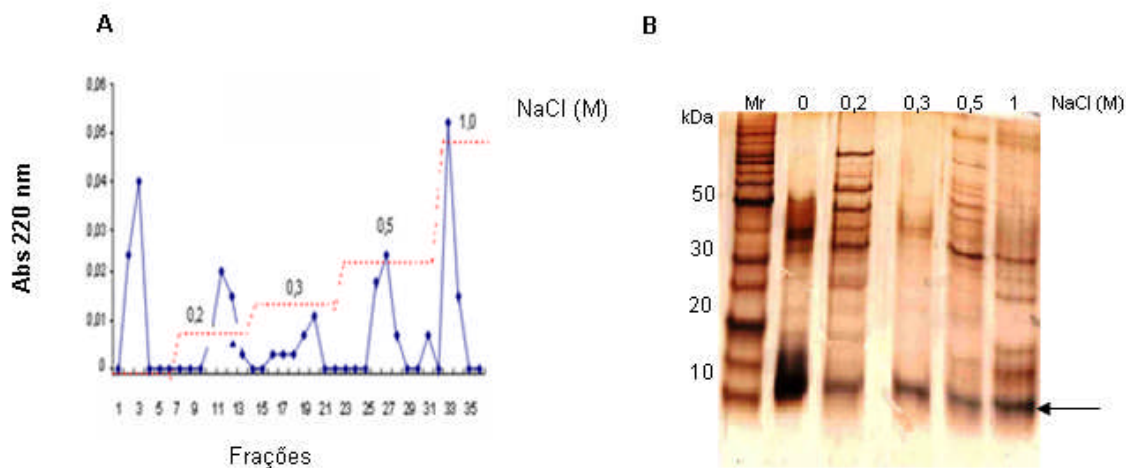 A
0,06
0,05
0,04
0,03
0,02
0,01
0
Abs 220 nm
0,2
0,3
0,5
1,0
NaCl (M)
1 3 5 7 9 11 13 15 17 19 21 23 25 27 29 31 33 35
Frações
B
Mr 0 0,2 0,3 0,5 1 NaCl (M)
kDa
50
30
20
10